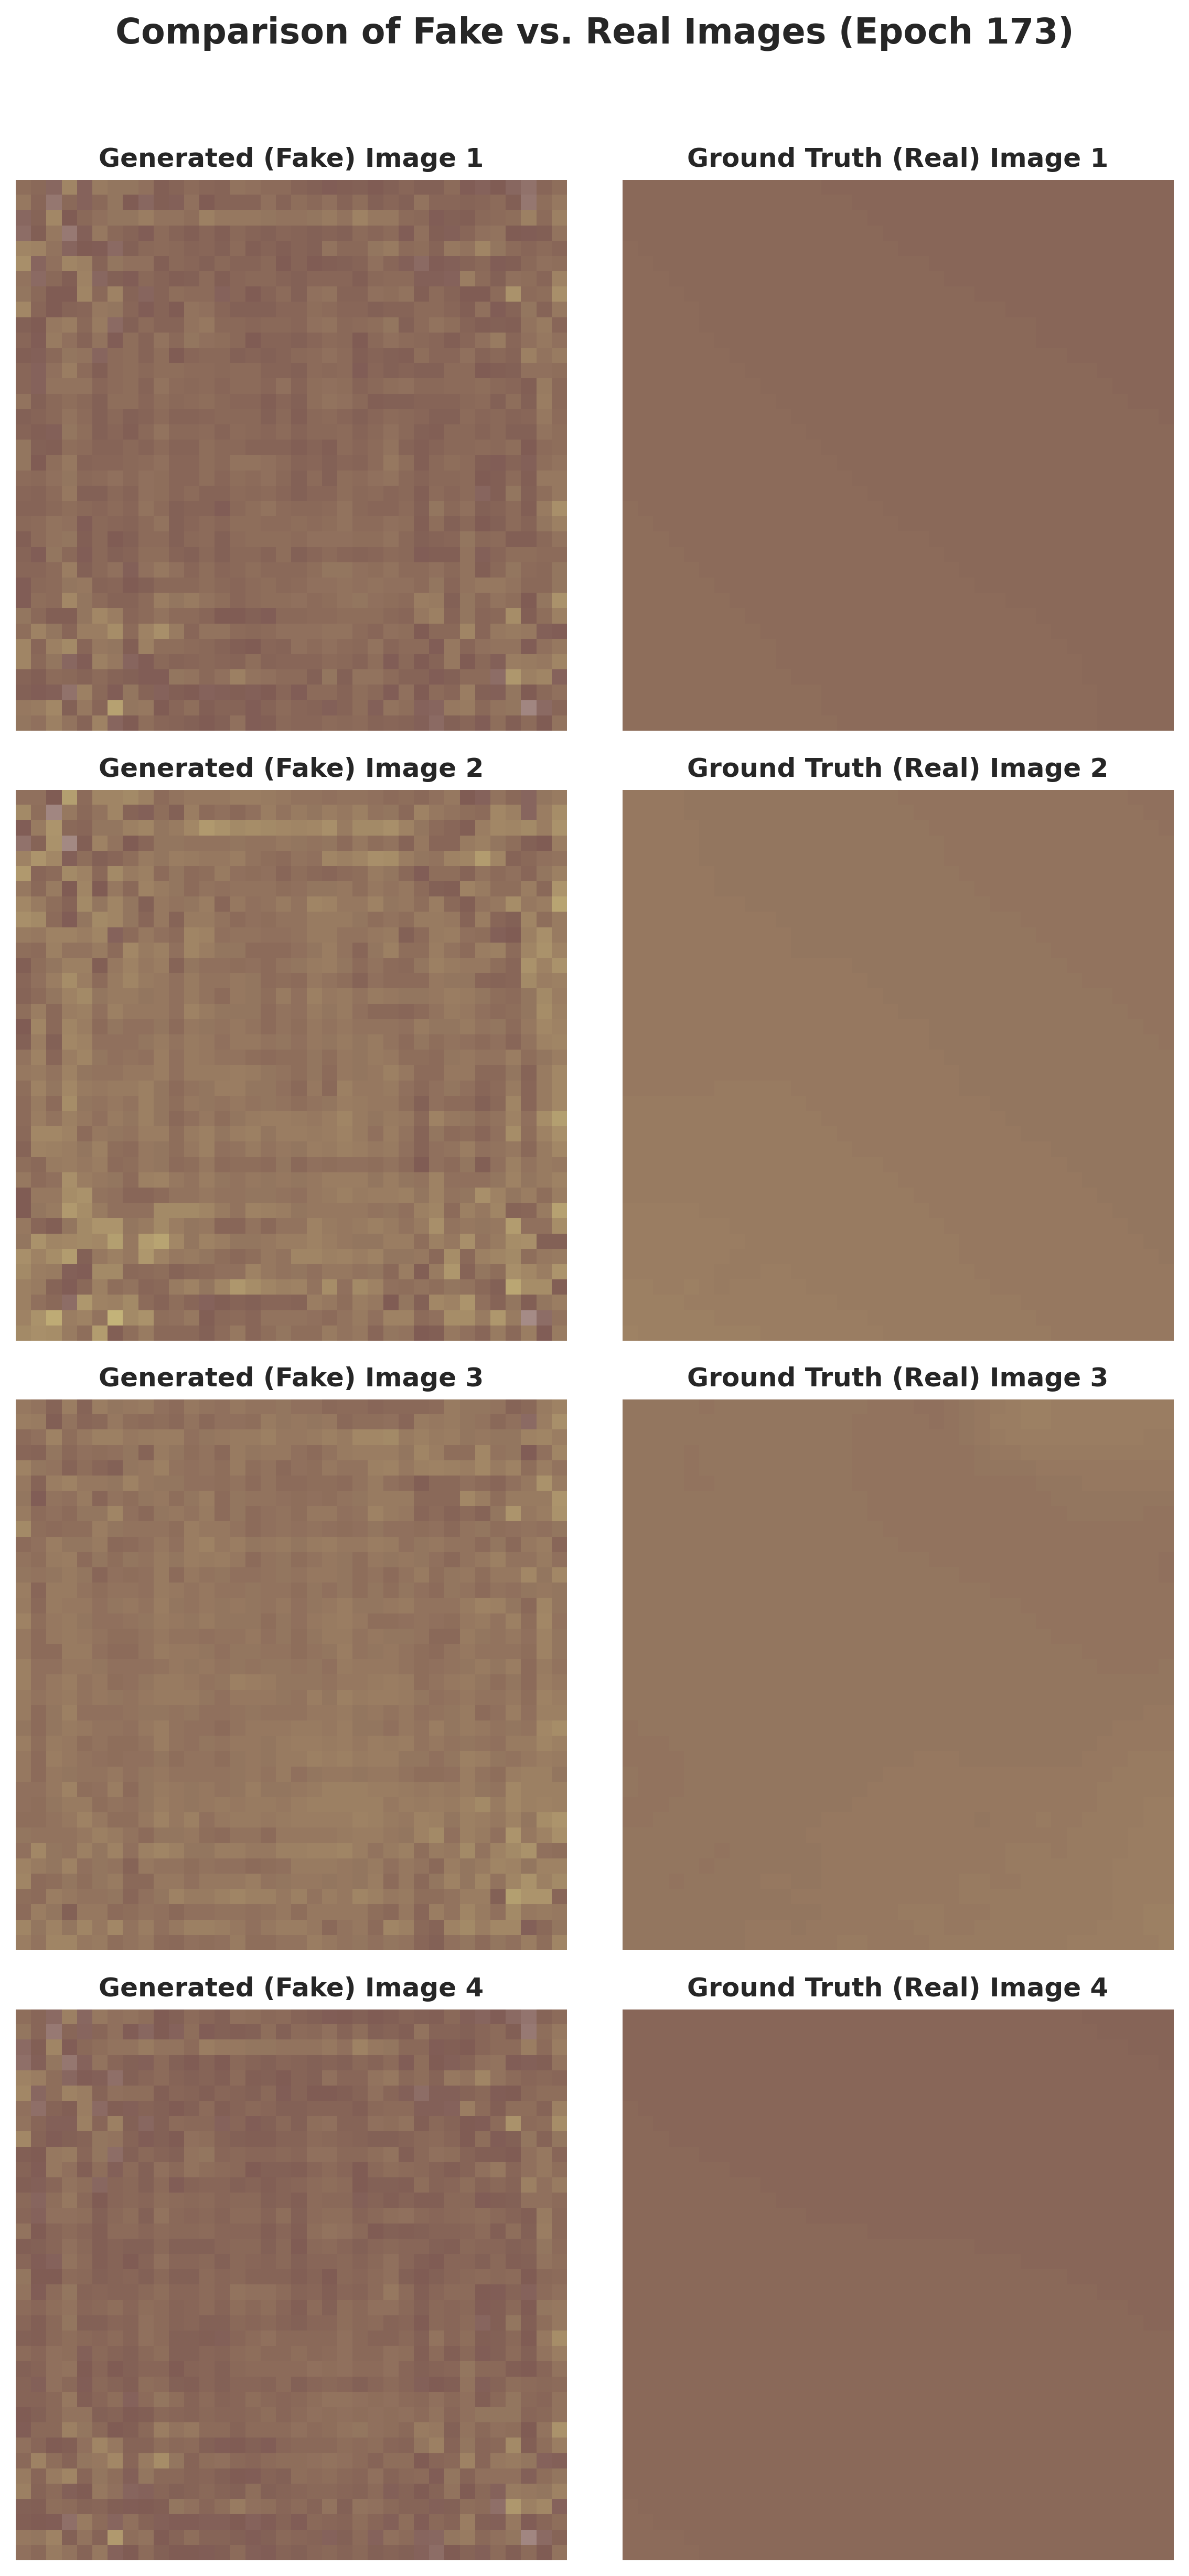 Comparison of Fake vs. Real Images (Epoch 173)
Generated (Fake) Image 1
Ground Truth (Real) Image 1
Generated (Fake) Image 2
Ground Truth (Real) Image 2
Generated (Fake) Image 3
Ground Truth (Real) Image 3
Generated (Fake) Image 4
Ground Truth (Real) Image 4